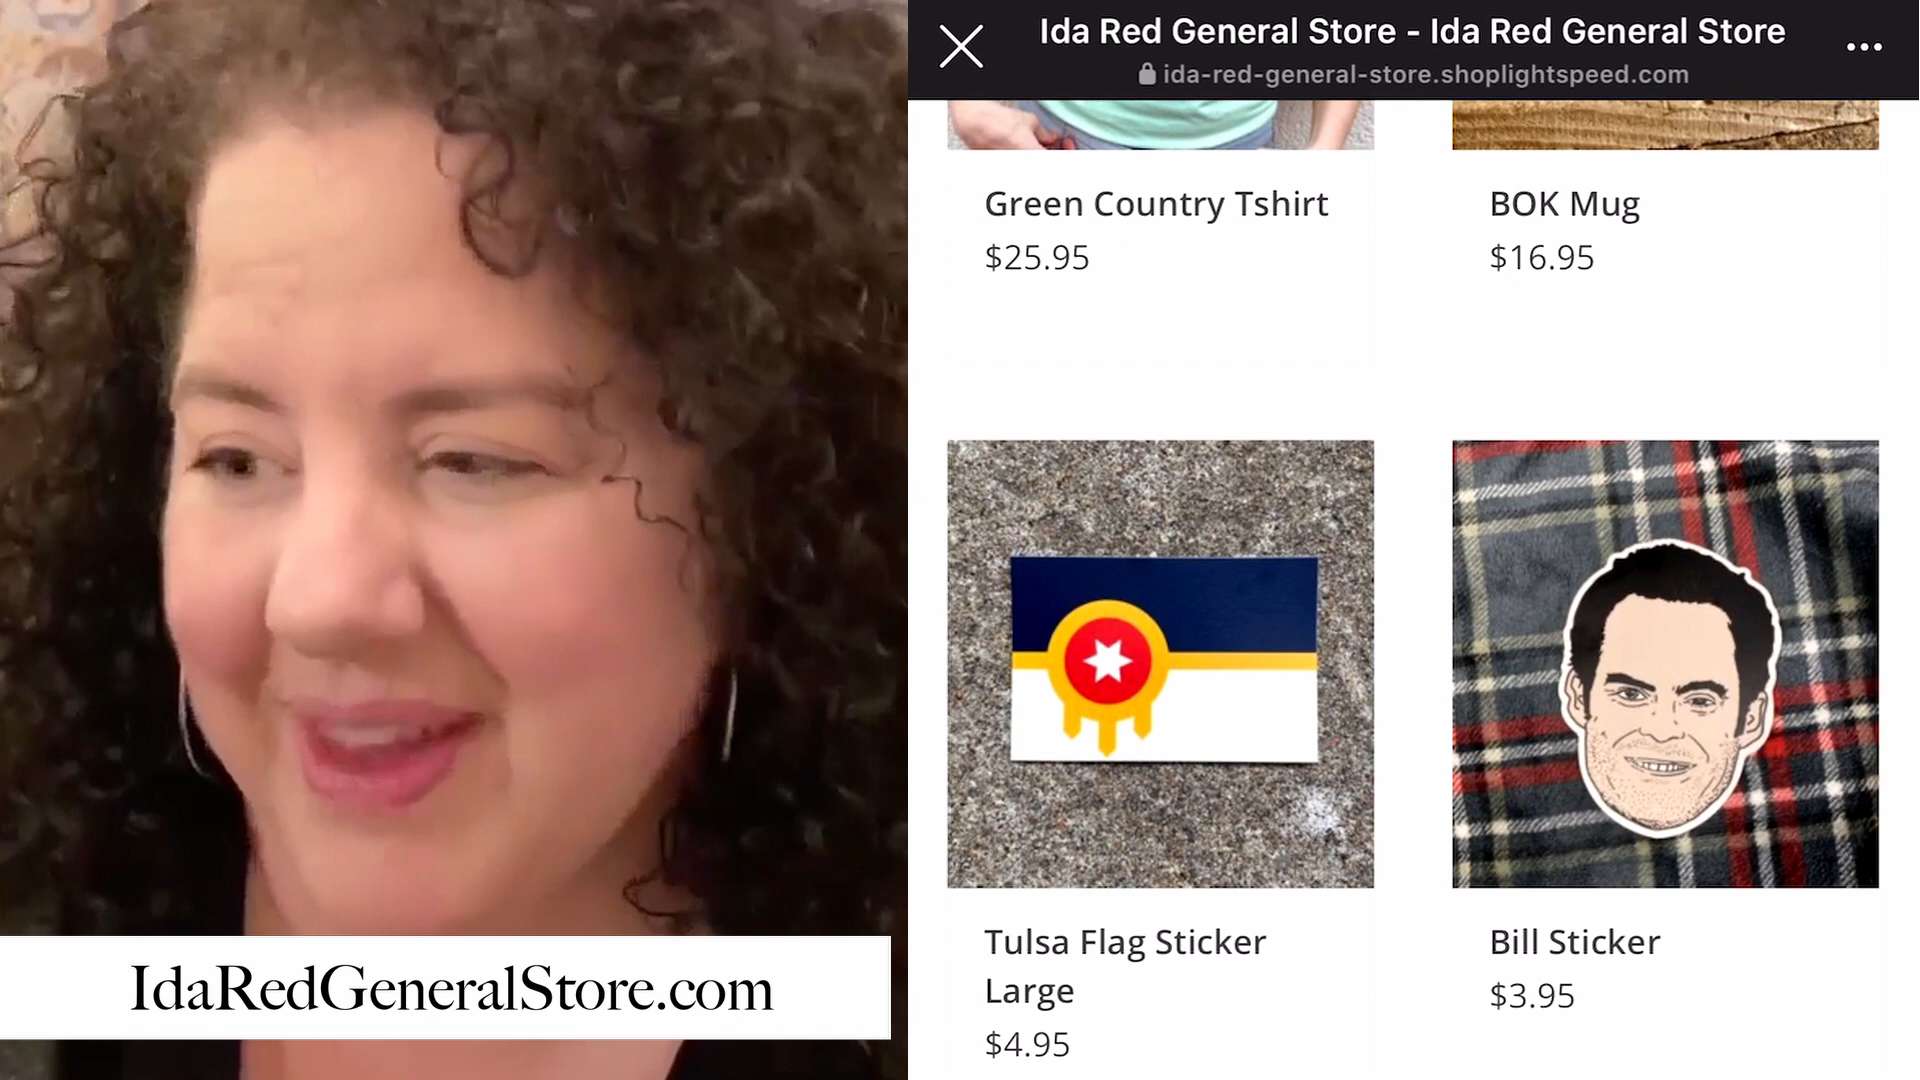 IdaRedGeneralStore.com
Ida Red General Store - Ida Red General Store
ida-red-general-store.shoplightspeed.com
Green Country Tshirt
$25.95
BOK Mug
$16.95
Tulsa Flag Sticker
Large
$4.95
Bill Sticker
$3.95